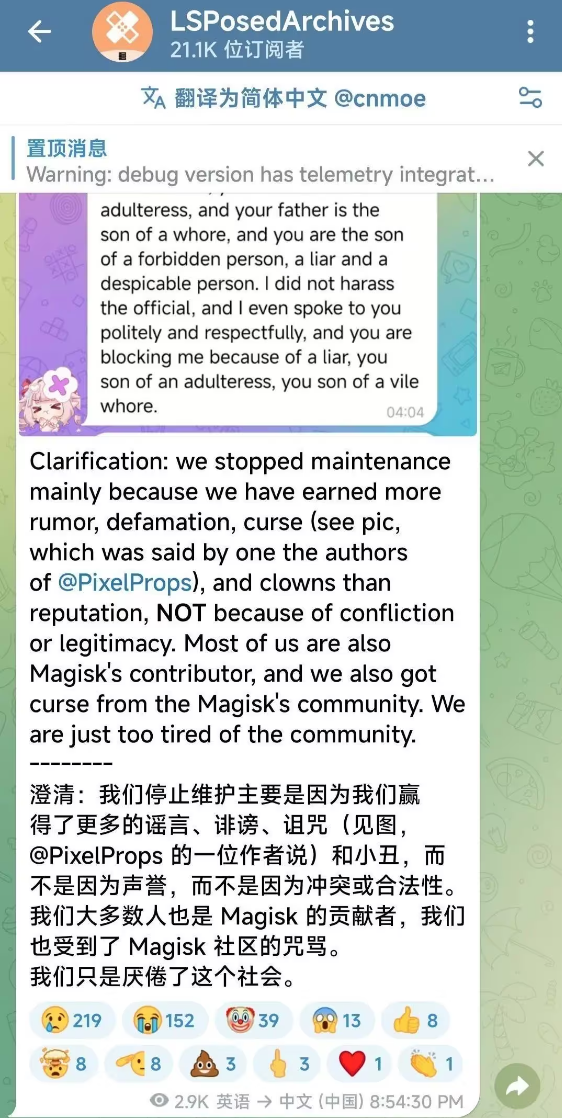 LSPosedArchives
21.1K 位订阅者
翻译为简体中文 @cnmoe
置顶消息
Warning: debug version has telemetry integrat...
adulteress, and your father is the
son of a whore, and you are the son
of a forbidden person, a liar and a
despicable person. I did not harass
the official, and I even spoke to you
politely and respectfully, and you are
blocking me because of a liar, you
son of an adulteress, you son of a vile
whore.
04:04
Clarification: we stopped maintenance
mainly because we have earned more
rumor, defamation, curse (see pic,
which was said by one the authors
of @PixelProps), and clowns than
reputation, NOT because of confliction
or legitimacy. Most of us are also
Magisk's contributor, and we also got
curse from the Magisk's community. We
are just too tired of the community.
--------
澄清：我们停止维护主要是因为我们赢
得了更多的谣言、诽谤、诅咒（见图，
@PixelProps 的一位作者说）和小丑，而
不是因为声誉，而不是因为冲突或合法性。
我们大多数人也是 Magisk 的贡献者，我们
也受到了 Magisk 社区的咒骂。
我们只是厌倦了这个社会。
219 152 39 13 8
8 8 3 3 1 1
2.9K 英语 → 中文 (中国) 8:54:30 PM